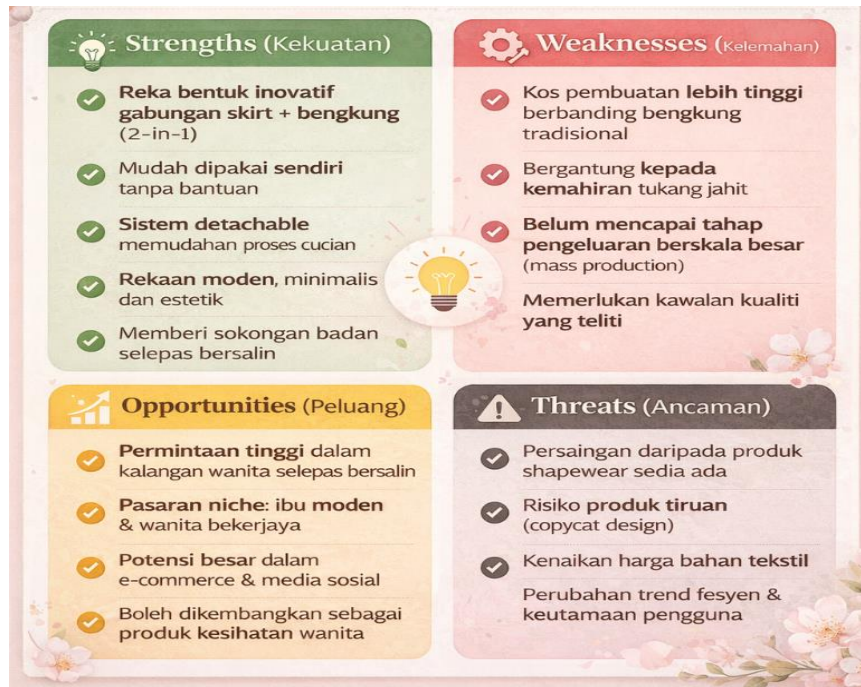 Strengths (Kekuatan)
Reka bentuk inovatif
gabungan skirt + bengkung
(2-in-1)
Mudah dipakai sendiri
tanpa bantuan
Sistem detachable
memudahan proses cucian
Rekaan moden, minimalis
dan estetik
Memberi sokongan badan
selepas bersalin
Weaknesses (Kelemahan)
Kos pembuatan lebih tinggi
berbanding bengkung
tradisional
Bergantung kepada
kemahiran tukang jahit
Belum mencapai tahap
pengeluaran berskala besar
(mass production)
Memerlukan kawalan kualiti
yang teliti
Opportunities (Peluang)
Permintaan tinggi dalam
kalangan wanita selepas bersalin
Pasaran niche: ibu moden
& wanita bekerjaya
Potensi besar dalam
e-commerce & media sosial
Boleh dikembangkan sebagai
produk kesihatan wanita
Threats (Ancaman)
Persaingan daripada produk
shapewear sedia ada
Risiko produk tiruan
(copycat design)
Kenaikan harga bahan tekstil
Perubahan trend fesyen &
keutamaan pengguna